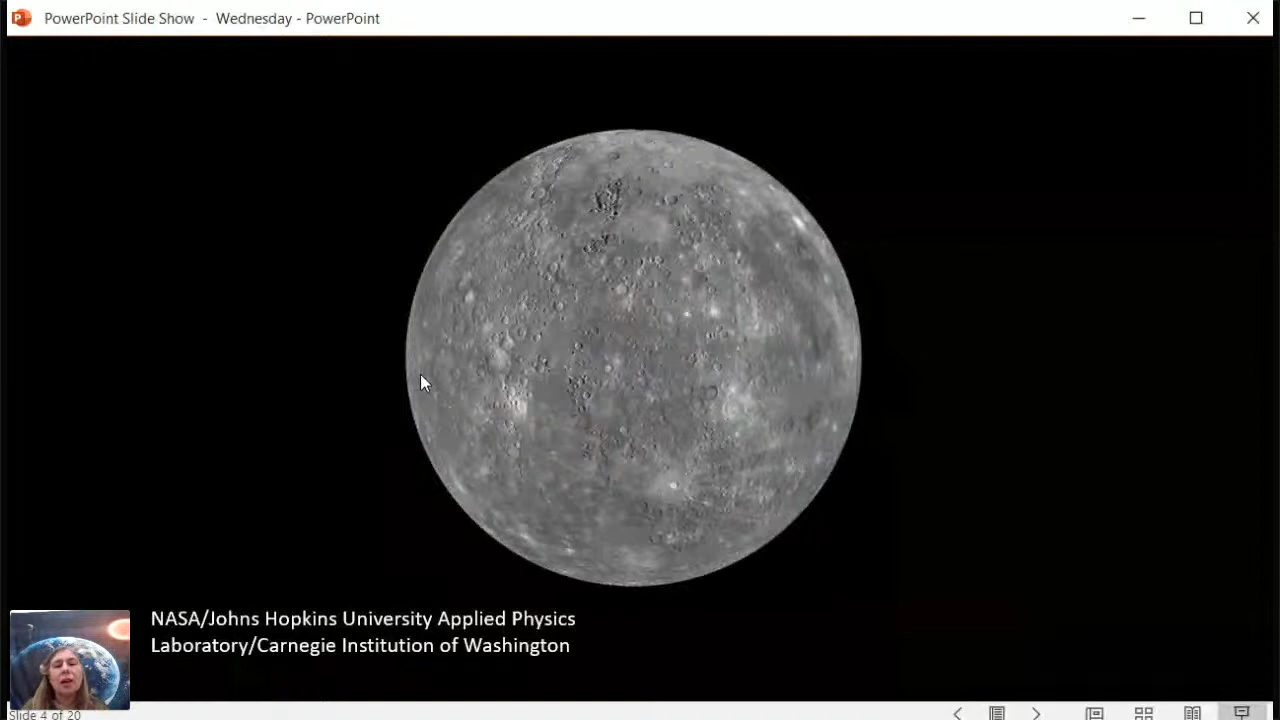 PowerPoint Slide Show - Wednesday - PowerPoint
NASA/Johns Hopkins University Applied Physics
Laboratory/Carnegie Institution of Washington
Slide 4 of 20